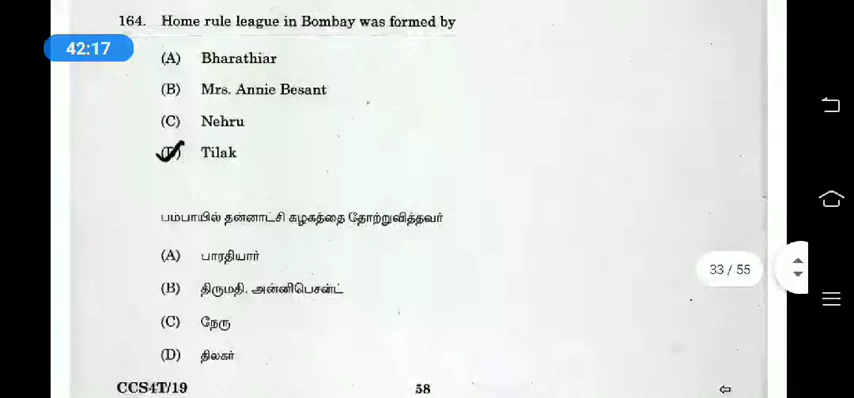 164. Home rule league in Bombay was formed by
42:17
(A) Bharathiar
(B) Mrs. Annie Besant
(C) Nehru
(D) Tilak
பம்பாயில் தன்னாட்சி கழகத்தை தோற்றுவித்தவர்
(A) பாரதியார்
33 / 55
(B) திருமதி. அன்னிபெசன்ட்
(C) நேரு
(D) திலகர்
CCS4T/19 58